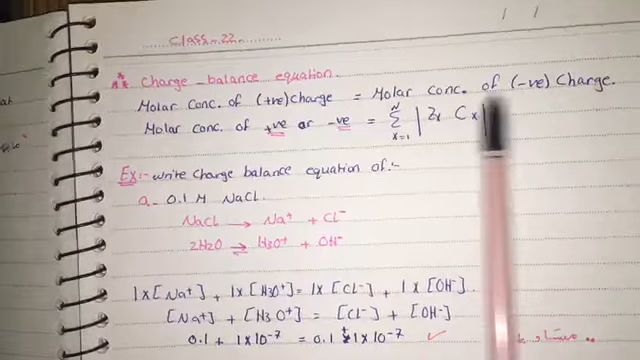 Class..22
** Charge-balance equation.
Molar Conc. of (+ve) charge = Molar Conc. of (-ve) Charge.
Molar Conc. of +ve or -ve = N Σ x=1 | Zx Cx |
Ex:- write charge balance equation of:-
a- 0.1 M NaCl.
NaCl → Na+ + Cl-
2H2O ⇌ H3O+ + OH-
1x[Na+] + 1x[H3O+] = 1x[Cl-] + 1x[OH-].
[Na+] + [H3O+] = [Cl-] + [OH-]
0.1 + 1x10-7 = 0.1 + 1x10-7 ✓